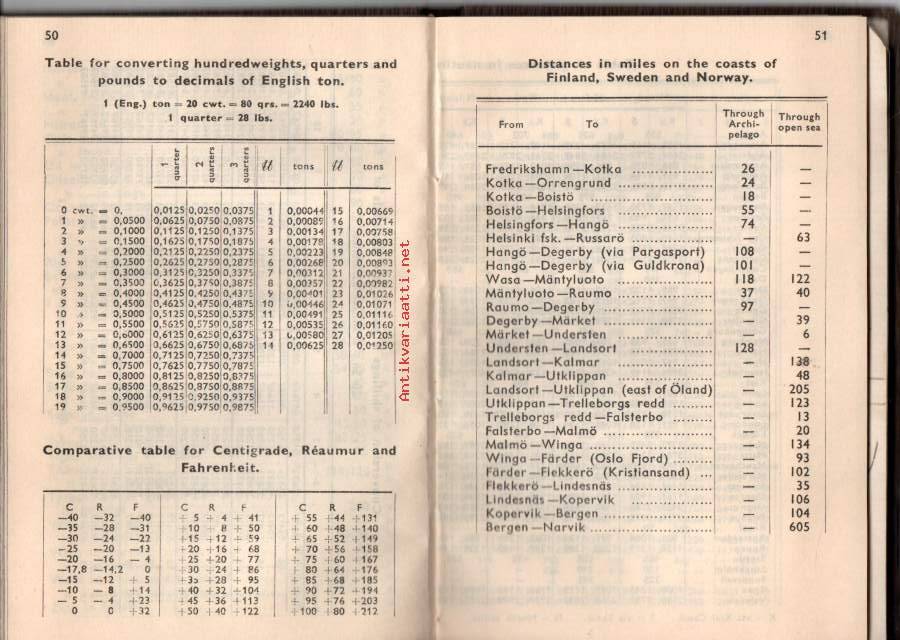 50
Table for converting hundredweights, quarters and
pounds to decimals of English ton.
1 (Eng.) ton = 20 cwt. = 80 qrs. = 2240 lbs.
1 quarter = 28 lbs.
1 quarter 2 quarters 3 quarters ℔ tons ℔ tons
0 cwt. = 0, 0,0125 0,0250 0,0375 1 0,00044 15 0,00669
1 » = 0,0500 0,0625 0,0750 0,0875 2 0,00089 16 0,00714
2 » = 0,1000 0,1125 0,1250 0,1375 3 0,00134 17 0,00758
3 » = 0,1500 0,1625 0,1750 0,1875 4 0,00178 18 0,00803
4 » = 0,2000 0,2125 0,2250 0,2375 5 0,00223 19 0,00848
5 » = 0,2500 0,2625 0,2750 0,2875 6 0,00268 20 0,00893
6 » = 0,3000 0,3125 0,3250 0,3375 7 0,00312 21 0,00937
7 » = 0,3500 0,3625 0,3750 0,3875 8 0,00357 22 0,00982
8 » = 0,4000 0,4125 0,4250 0,4375 9 0,00401 23 0,01026
9 » = 0,4500 0,4625 0,4750 0,4875 10 0,00446 24 0,01071
10 » = 0,5000 0,5125 0,5250 0,5375 11 0,00491 25 0,01116
11 » = 0,5500 0,5625 0,5750 0,5875 12 0,00535 26 0,01160
12 » = 0,6000 0,6125 0,6250 0,6375 13 0,00580 27 0,01205
13 » = 0,6500 0,6625 0,6750 0,6875 14 0,00625 28 0,01250
14 » = 0,7000 0,7125 0,7250 0,7375
15 » = 0,7500 0,7625 0,7750 0,7875
16 » = 0,8000 0,8125 0,8250 0,8375
17 » = 0,8500 0,8625 0,8750 0,8875
18 » = 0,9000 0,9125 0,9250 0,9375
19 » = 0,9500 0,9625 0,9750 0,9875
Comparative table for Centigrade, Réaumur and
Fahrenheit.
C R F C R F C R F
—40 —32 —40 + 5 + 4 + 41 + 55 +44 +131
—35 —28 —31 +10 + 8 + 50 + 60 +48 +140
—30 —24 —22 +15 +12 + 59 + 65 +52 +149
—25 —20 —13 +20 +16 + 68 + 70 +56 +158
—20 —16 — 4 +25 +20 + 77 + 75 +60 +167
—17,8 —14,2 0 +30 +24 + 86 + 80 +64 +176
—15 —12 + 5 +35 +28 + 95 + 85 +68 +185
—10 — 8 +14 +40 +32 +104 + 90 +72 +194
— 5 — 4 +23 +45 +36 +113 + 95 +76 +203
0 0 +32 +50 +40 +122 +100 +80 +212
Antikvariaatti.net
51
Distances in miles on the coasts of
Finland, Sweden and Norway.
From To Through Archi-pelago Through open sea
Fredrikshamn—Kotka .................. 26 —
Kotka—Orrengrund .................. 24 —
Kotka—Boistö .................. 18 —
Boistö—Helsingfors .................. 55 —
Helsingfors—Hangö .................. 74 —
Helsinki fsk.—Russarö .................. — 63
Hangö—Degerby (via Pargasport) 108 —
Hangö—Degerby (via Guldkrona) 101 —
Wasa—Mäntyluoto .................. 118 122
Mäntyluoto—Raumo .................. 37 40
Raumo—Degerby .................. 97 —
Degerby—Märket .................. — 39
Märket—Understen .................. — 6
Understen—Landsort .................. 128 —
Landsort—Kalmar .................. — 138
Kalmar—Utklippan .................. — 48
Landsort—Utklippan (east of Öland) — 205
Utklippan—Trelleborgs redd ........ — 123
Trelleborgs redd—Falsterbo ........ — 13
Falsterbo—Malmö .................. — 20
Malmö—Winga .................. — 134
Winga—Färder (Oslo Fjord) ......... — 93
Färder—Flekkerö (Kristiansand) ... — 102
Flekkerö—Lindesnäs .................. — 35
Lindesnäs—Kopervik .................. — 106
Kopervik—Bergen .................. — 104
Bergen—Narvik .................. — 605